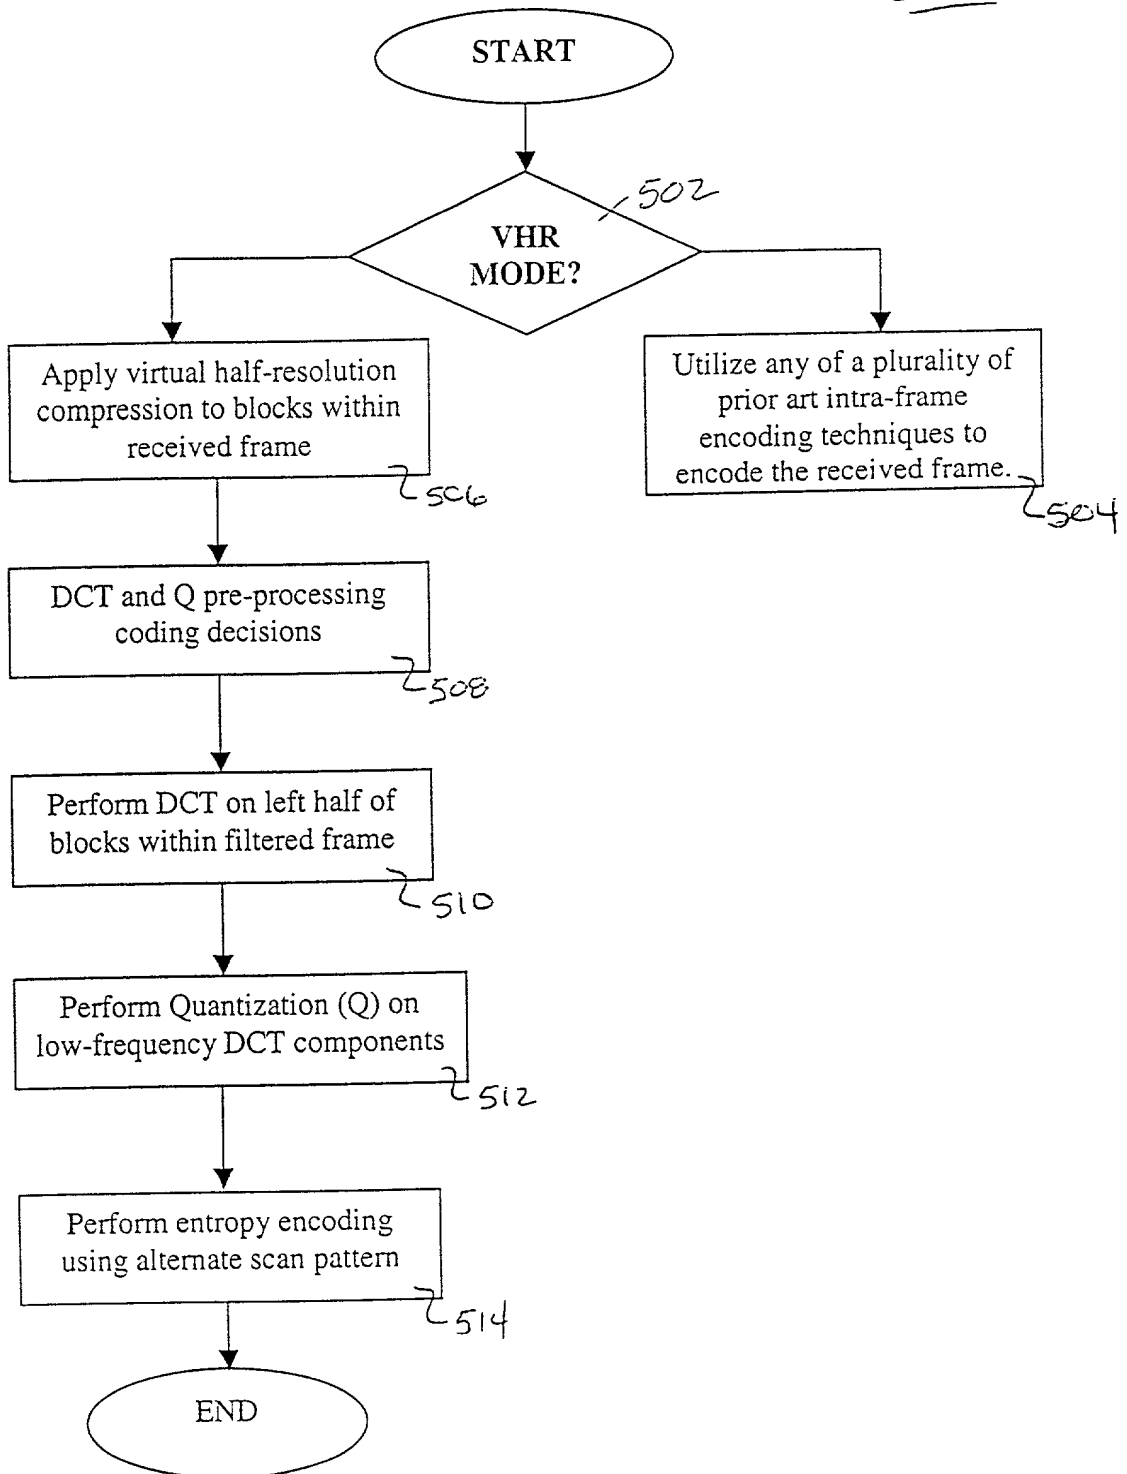 START
502
VHR
MODE?
Apply virtual half-resolution
compression to blocks within
received frame
506
Utilize any of a plurality of
prior art intra-frame
encoding techniques to
encode the received frame.
504
DCT and Q pre-processing
coding decisions
508
Perform DCT on left half of
blocks within filtered frame
510
Perform Quantization (Q) on
low-frequency DCT components
512
Perform entropy encoding
using alternate scan pattern
514
END